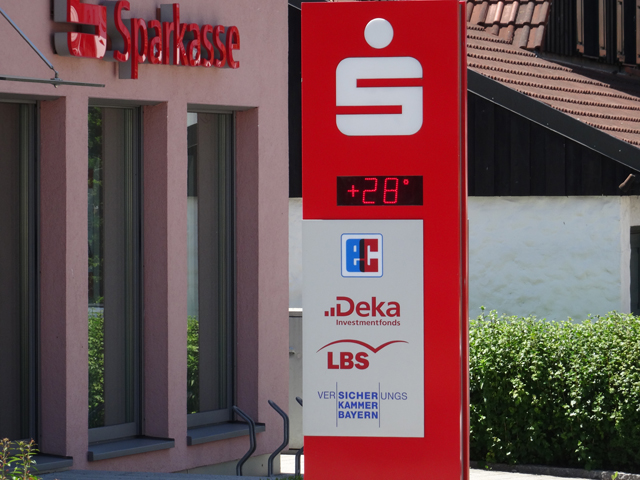 Sparkasse
+28°
ec
Deka
Investmentfonds
LBS
VERSICHERUNGS
KAMMER
BAYERN